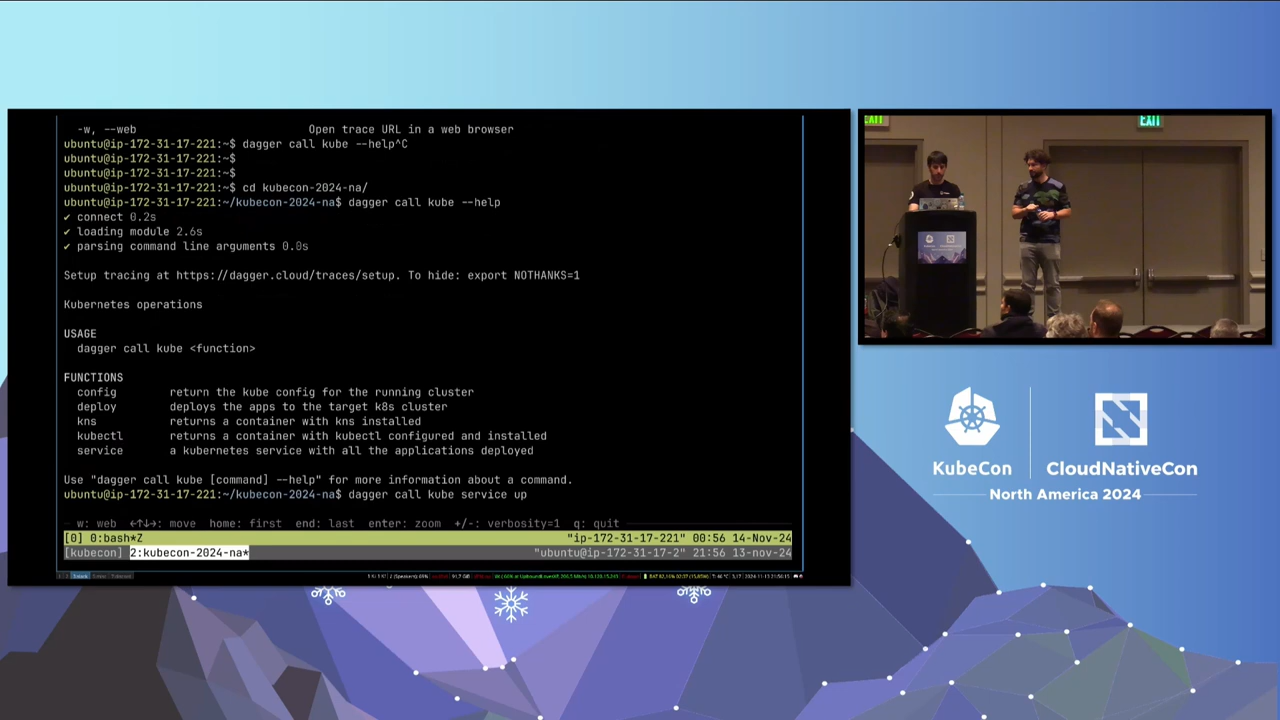 -w, --web Open trace URL in a web browser
ubuntu@ip-172-31-17-221:~$ dagger call kube --help^C
ubuntu@ip-172-31-17-221:~$
ubuntu@ip-172-31-17-221:~$
ubuntu@ip-172-31-17-221:~$ cd kubecon-2024-na/
ubuntu@ip-172-31-17-221:~/kubecon-2024-na$ dagger call kube --help
✔ connect 0.2s
✔ loading module 2.6s
✔ parsing command line arguments 0.0s
Setup tracing at https://dagger.cloud/traces/setup. To hide: export NOTHANKS=1
Kubernetes operations
USAGE
dagger call kube <function>
FUNCTIONS
config return the kube config for the running cluster
deploy deploys the apps to the target k8s cluster
kns returns a container with kns installed
kubectl returns a container with kubectl configured and installed
service a kubernetes service with all the applications deployed
Use "dagger call kube [command] --help" for more information about a command.
ubuntu@ip-172-31-17-221:~/kubecon-2024-na$ dagger call kube service up
w: web ←↑↓→: move home: first end: last enter: zoom +/-: verbosity=1 q: quit
[0] 0:bash*Z "ip-172-31-17-221" 00:56 14-Nov-24
[kubecon] 2:kubecon-2024-na* "ubuntu@ip-172-31-17-2" 21:56 13-nov-24
EXIT
EXIT
KubeCon
CloudNativeCon
North America 2024